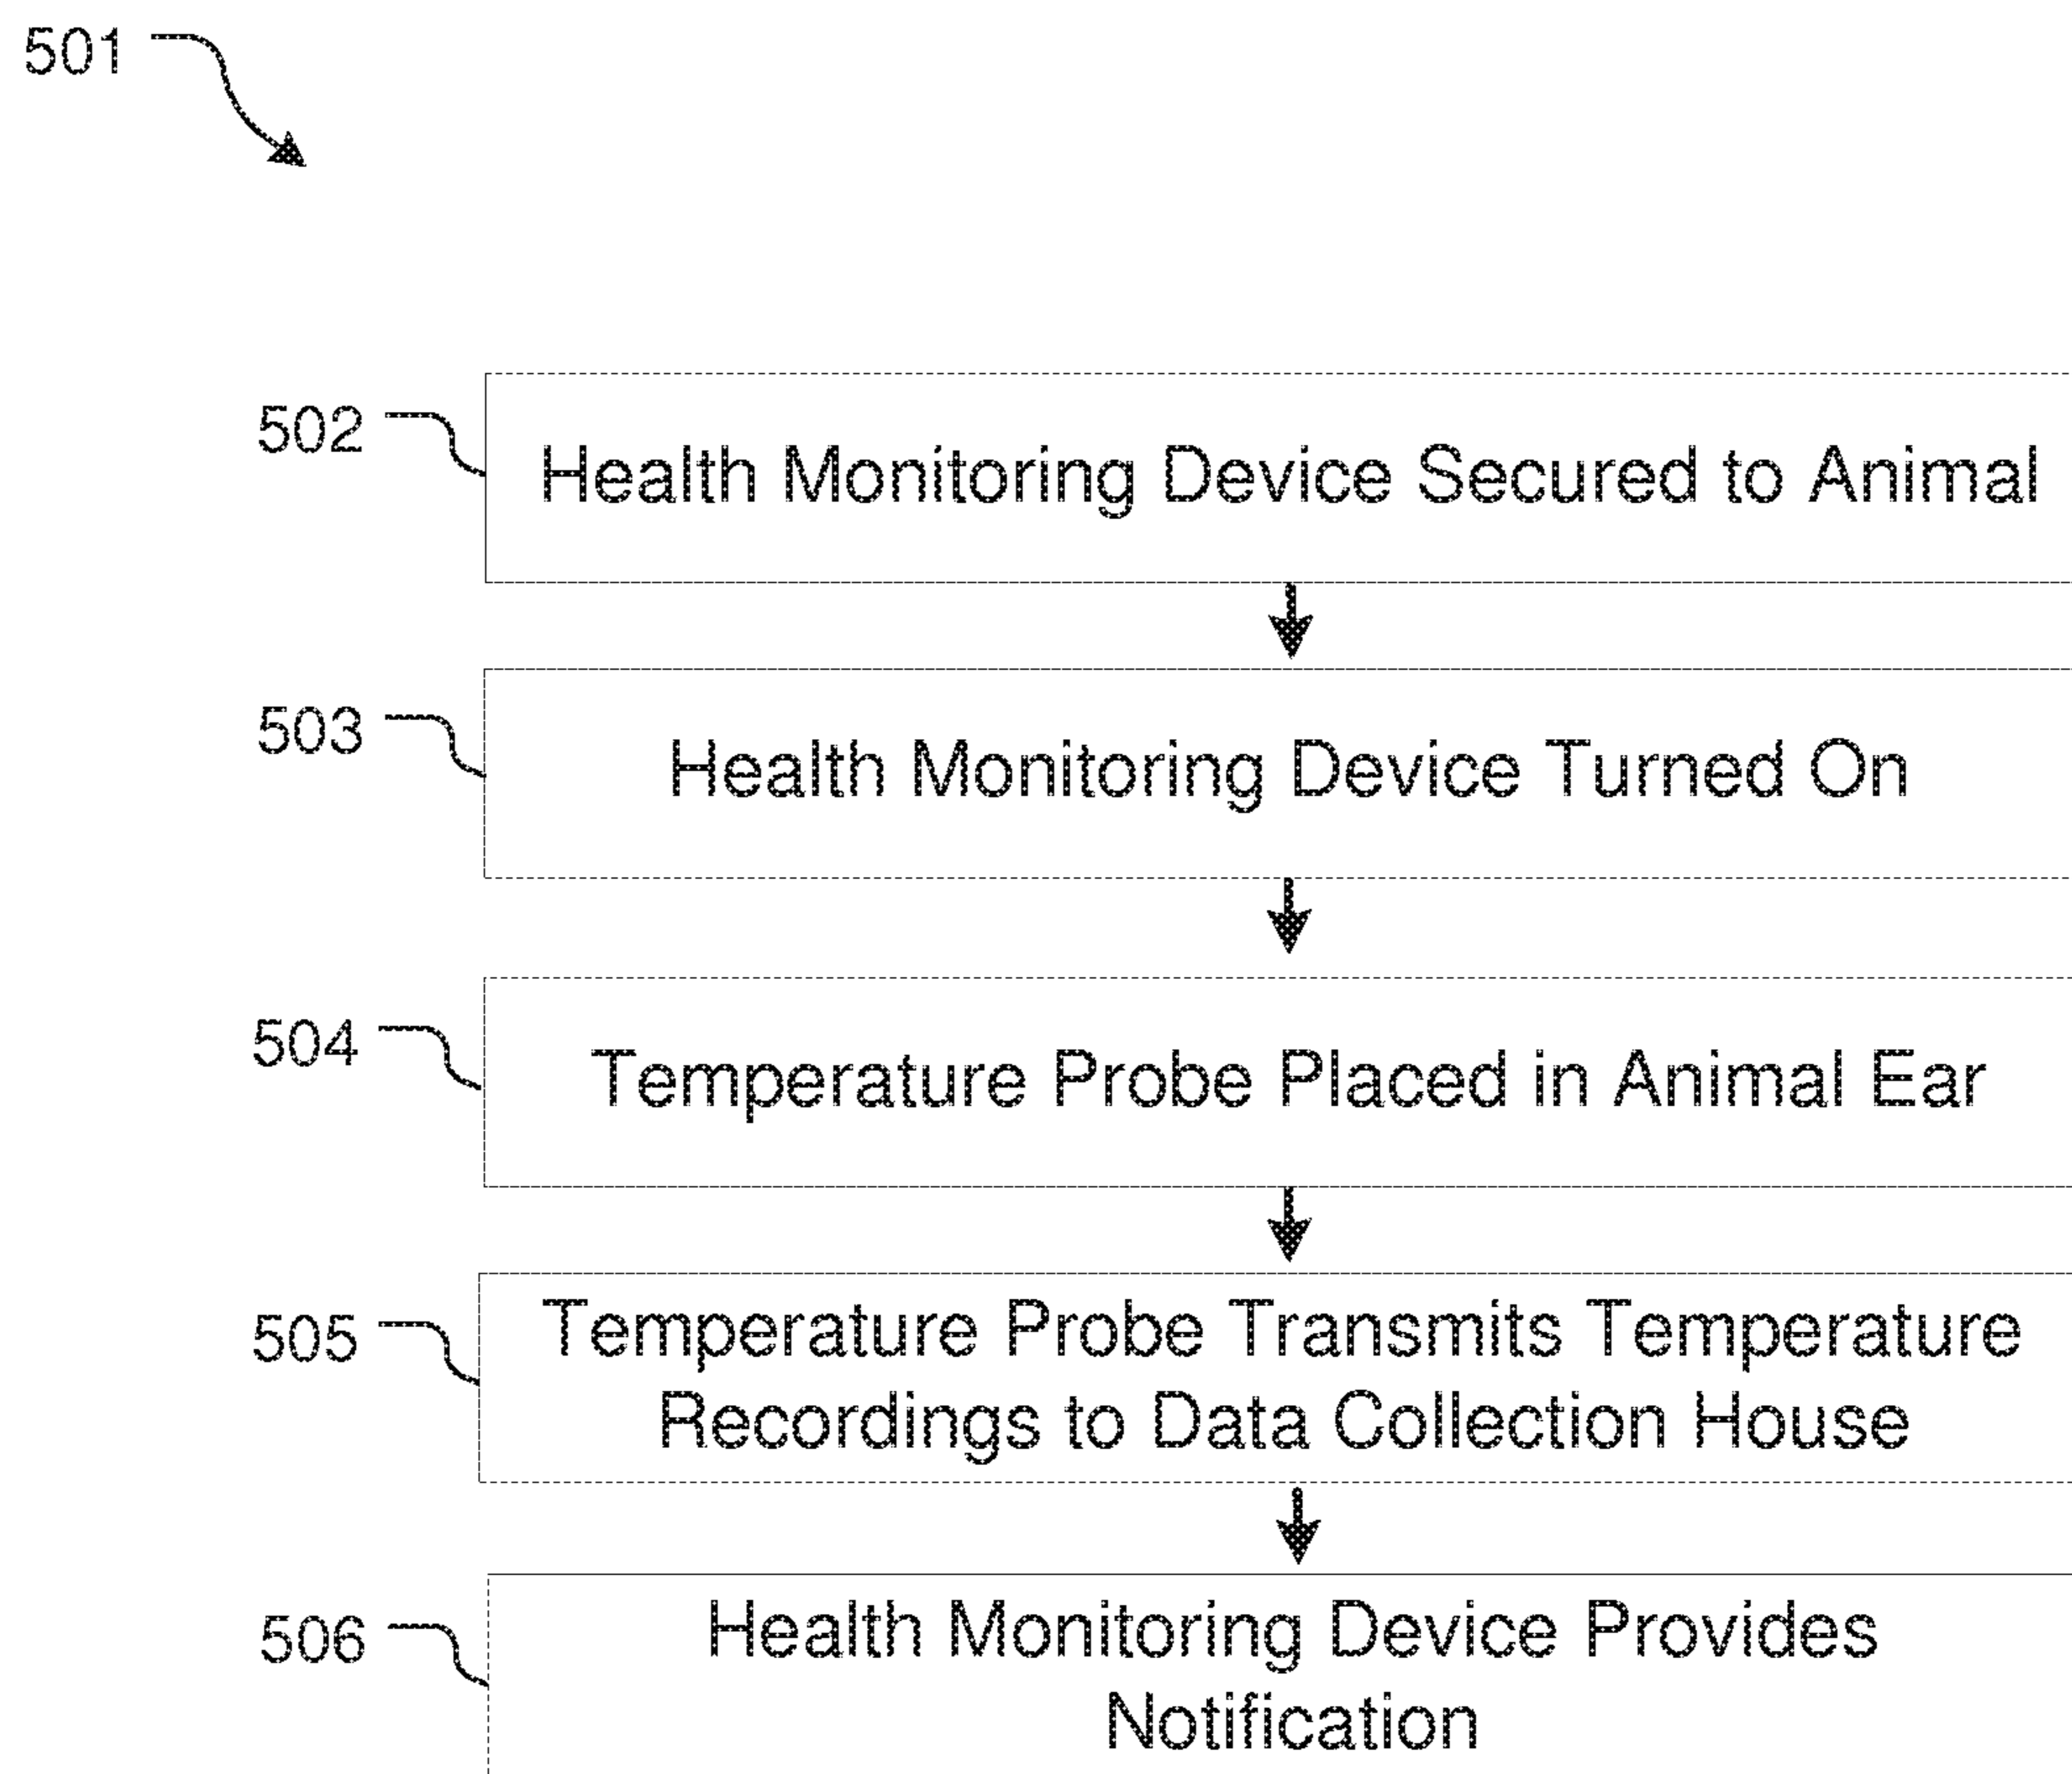 501
502
Health Monitoring Device Secured to Animal
503
Health Monitoring Device Turned On
504
Temperature Probe Placed in Animal Ear
505
Temperature Probe Transmits Temperature
Recordings to Data Collection House
506
Health Monitoring Device Provides
Notification